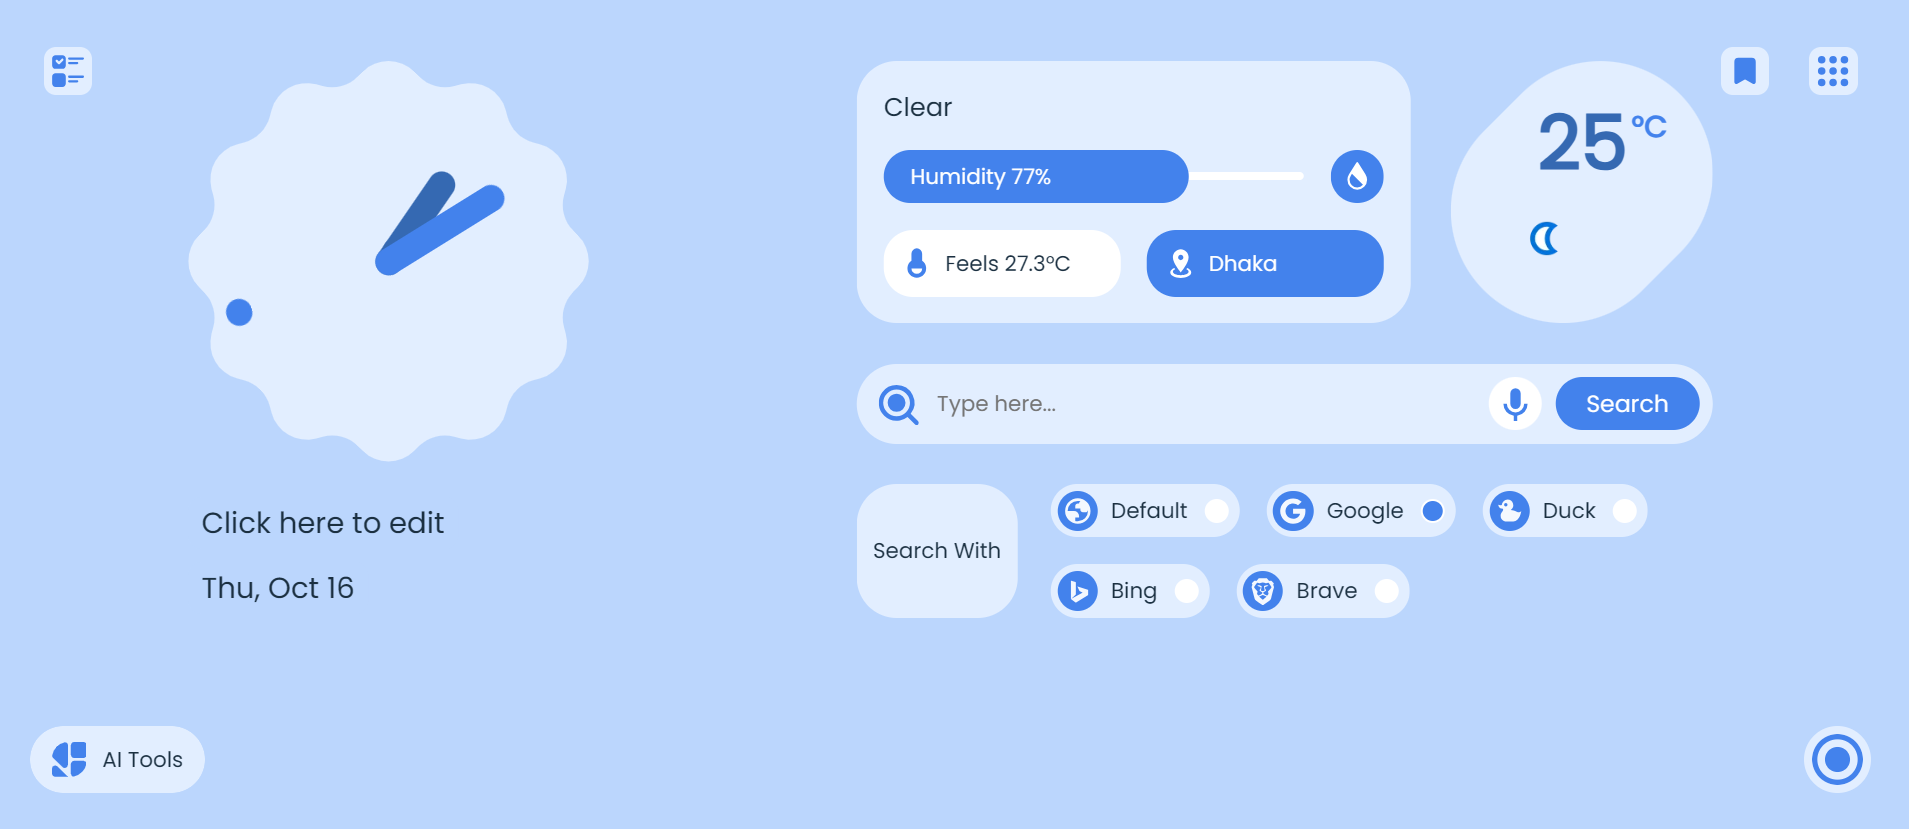 Clear
25 °C
Humidity 77%
Feels 27.3°C
Dhaka
Type here...
Search
Search With
Default
Google
Duck
Bing
Brave
Click here to edit
Thu, Oct 16
AI Tools